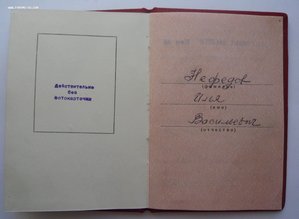 Действительно
без
фотокарточки
Нефедов
(фамилия)
Илья
(имя)
Васильевич
(отчество)